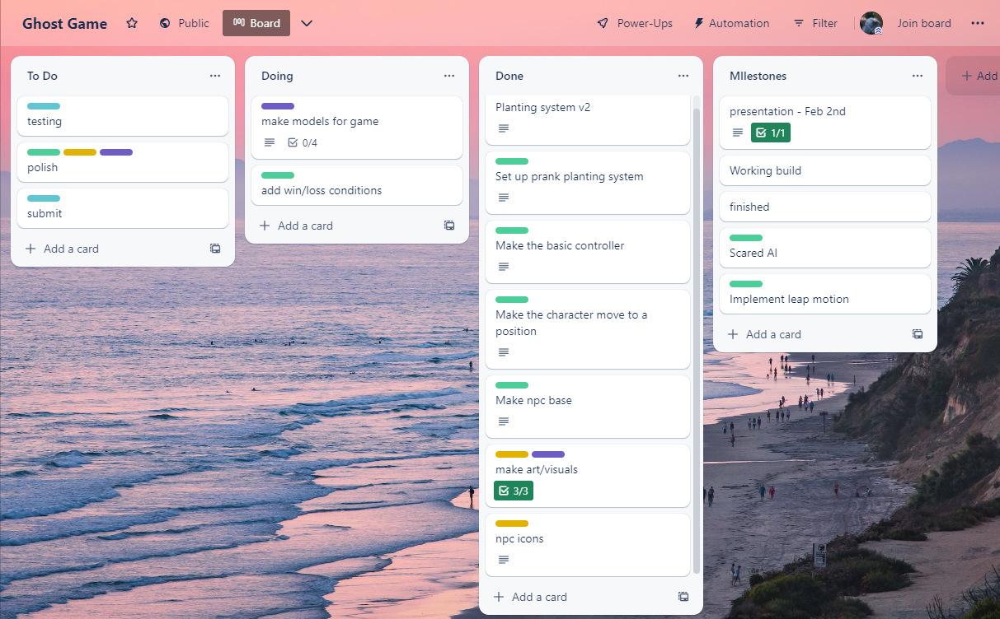 Ghost Game
Public
Board
Power-Ups
Automation
Filter
Join board
To Do
testing
polish
submit
Add a card
Doing
make models for game
0/4
add win/loss conditions
Add a card
Done
Planting system v2
Set up prank planting system
Make the basic controller
Make the character move to a
position
Make npc base
make art/visuals
3/3
npc icons
Add a card
MIlestones
presentation - Feb 2nd
1/1
Working build
finished
Scared AI
Implement leap motion
Add a card
Add